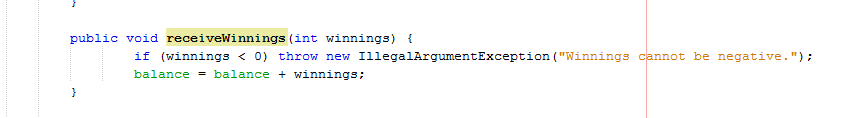 }
public void receiveWinnings(int winnings) {
if (winnings < 0) throw new IllegalArgumentException("Winnings cannot be negative.");
balance = balance + winnings;
}